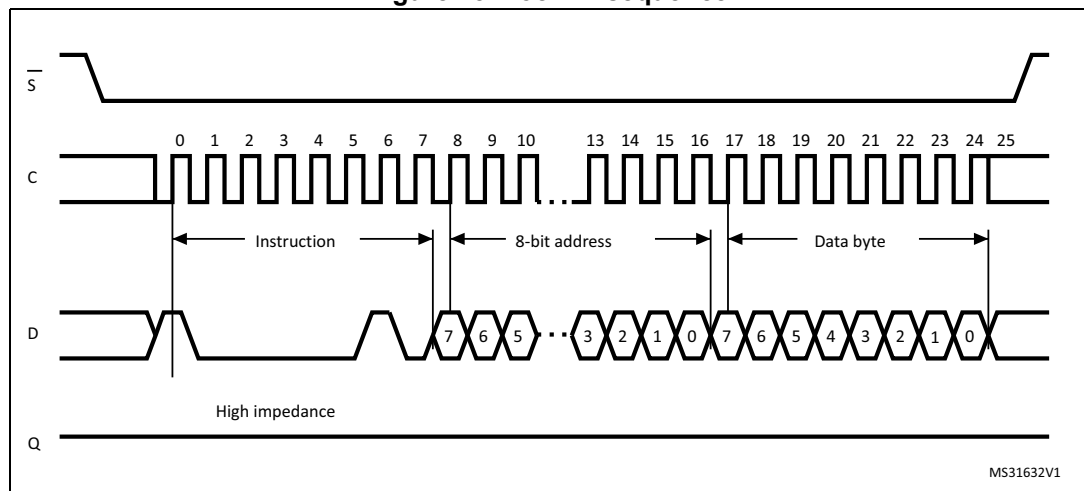 S
0 1 2 3 4 5 6 7 8 9 10 13 14 15 16 17 18 19 20 21 22 23 24 25
C
Instruction 8-bit address Data byte
D 7 6 5 3 2 1 0 7 6 5 4 3 2 1 0
High impedance
Q
MS31632V1